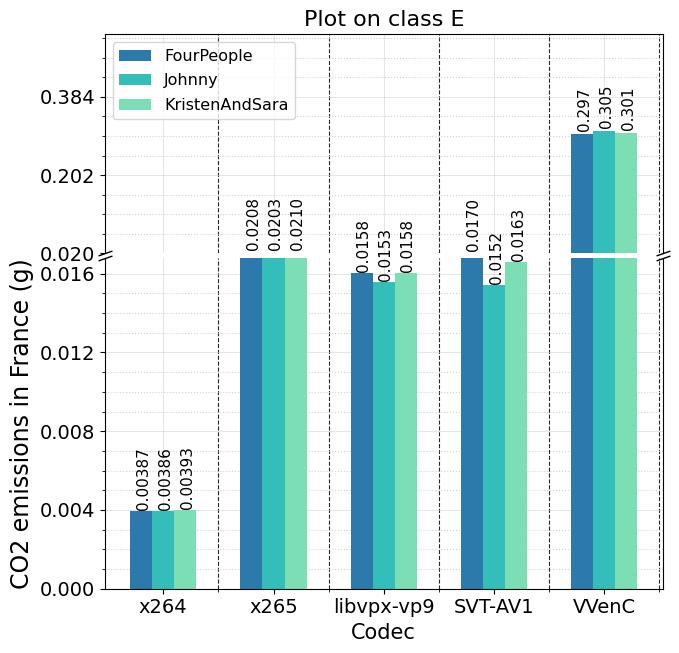 Plot on class E
FourPeople
Johnny
KristenAndSara
0.384
0.202
0.020
0.016
0.012
0.008
0.004
0.000
CO2 emissions in France (g)
0.00387
0.00386
0.00393
0.0208
0.0203
0.0210
0.0158
0.0153
0.0158
0.0170
0.0152
0.0163
0.297
0.305
0.301
x264
x265
libvpx-vp9
SVT-AV1
VVenC
Codec